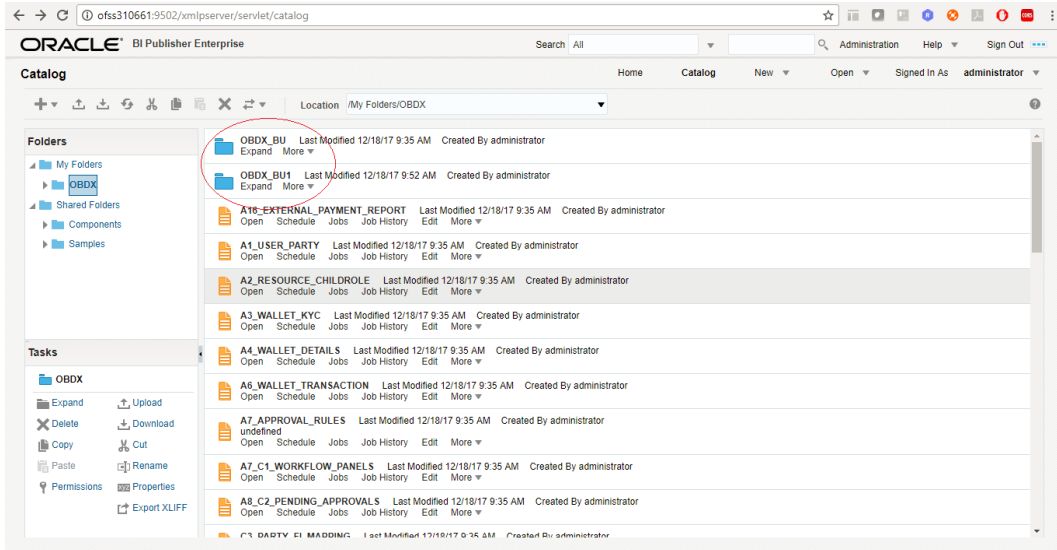 ofss310661:9502/xmlpserver/servlet/catalog
ORACLE BI Publisher Enterprise Search All Administration Help Sign Out
Catalog Home Catalog New Open Signed In As administrator
Location /My Folders/OBDX
Folders
My Folders
OBDX
Shared Folders
Components
Samples
Tasks
OBDX
Expand Upload
Delete Download
Copy Cut
Paste Rename
Permissions Properties
Export XLIFF
OBDX_BU Last Modified 12/18/17 9:35 AM Created By administrator
Expand More
OBDX_BU1 Last Modified 12/18/17 9:52 AM Created By administrator
Expand More
A16_EXTERNAL_PAYMENT_REPORT Last Modified 12/18/17 9:35 AM Created By administrator
Open Schedule Jobs Job History Edit More
A1_USER_PARTY Last Modified 12/18/17 9:35 AM Created By administrator
Open Schedule Jobs Job History Edit More
A2_RESOURCE_CHILDROLE Last Modified 12/18/17 9:35 AM Created By administrator
Open Schedule Jobs Job History Edit More
A3_WALLET_KYC Last Modified 12/18/17 9:35 AM Created By administrator
Open Schedule Jobs Job History Edit More
A4_WALLET_DETAILS Last Modified 12/18/17 9:35 AM Created By administrator
Open Schedule Jobs Job History Edit More
A6_WALLET_TRANSACTION Last Modified 12/18/17 9:35 AM Created By administrator
Open Schedule Jobs Job History Edit More
A7_APPROVAL_RULES Last Modified 12/18/17 9:35 AM Created By administrator
undefined
Open Schedule Jobs Job History Edit More
A7_C1_WORKFLOW_PANELS Last Modified 12/18/17 9:35 AM Created By administrator
Open Schedule Jobs Job History Edit More
A8_C2_PENDING_APPROVALS Last Modified 12/18/17 9:35 AM Created By administrator
Open Schedule Jobs Job History Edit More
C3_PARTY_FI_MAPPING Last Modified 12/18/17 9:35 AM Created By administrator